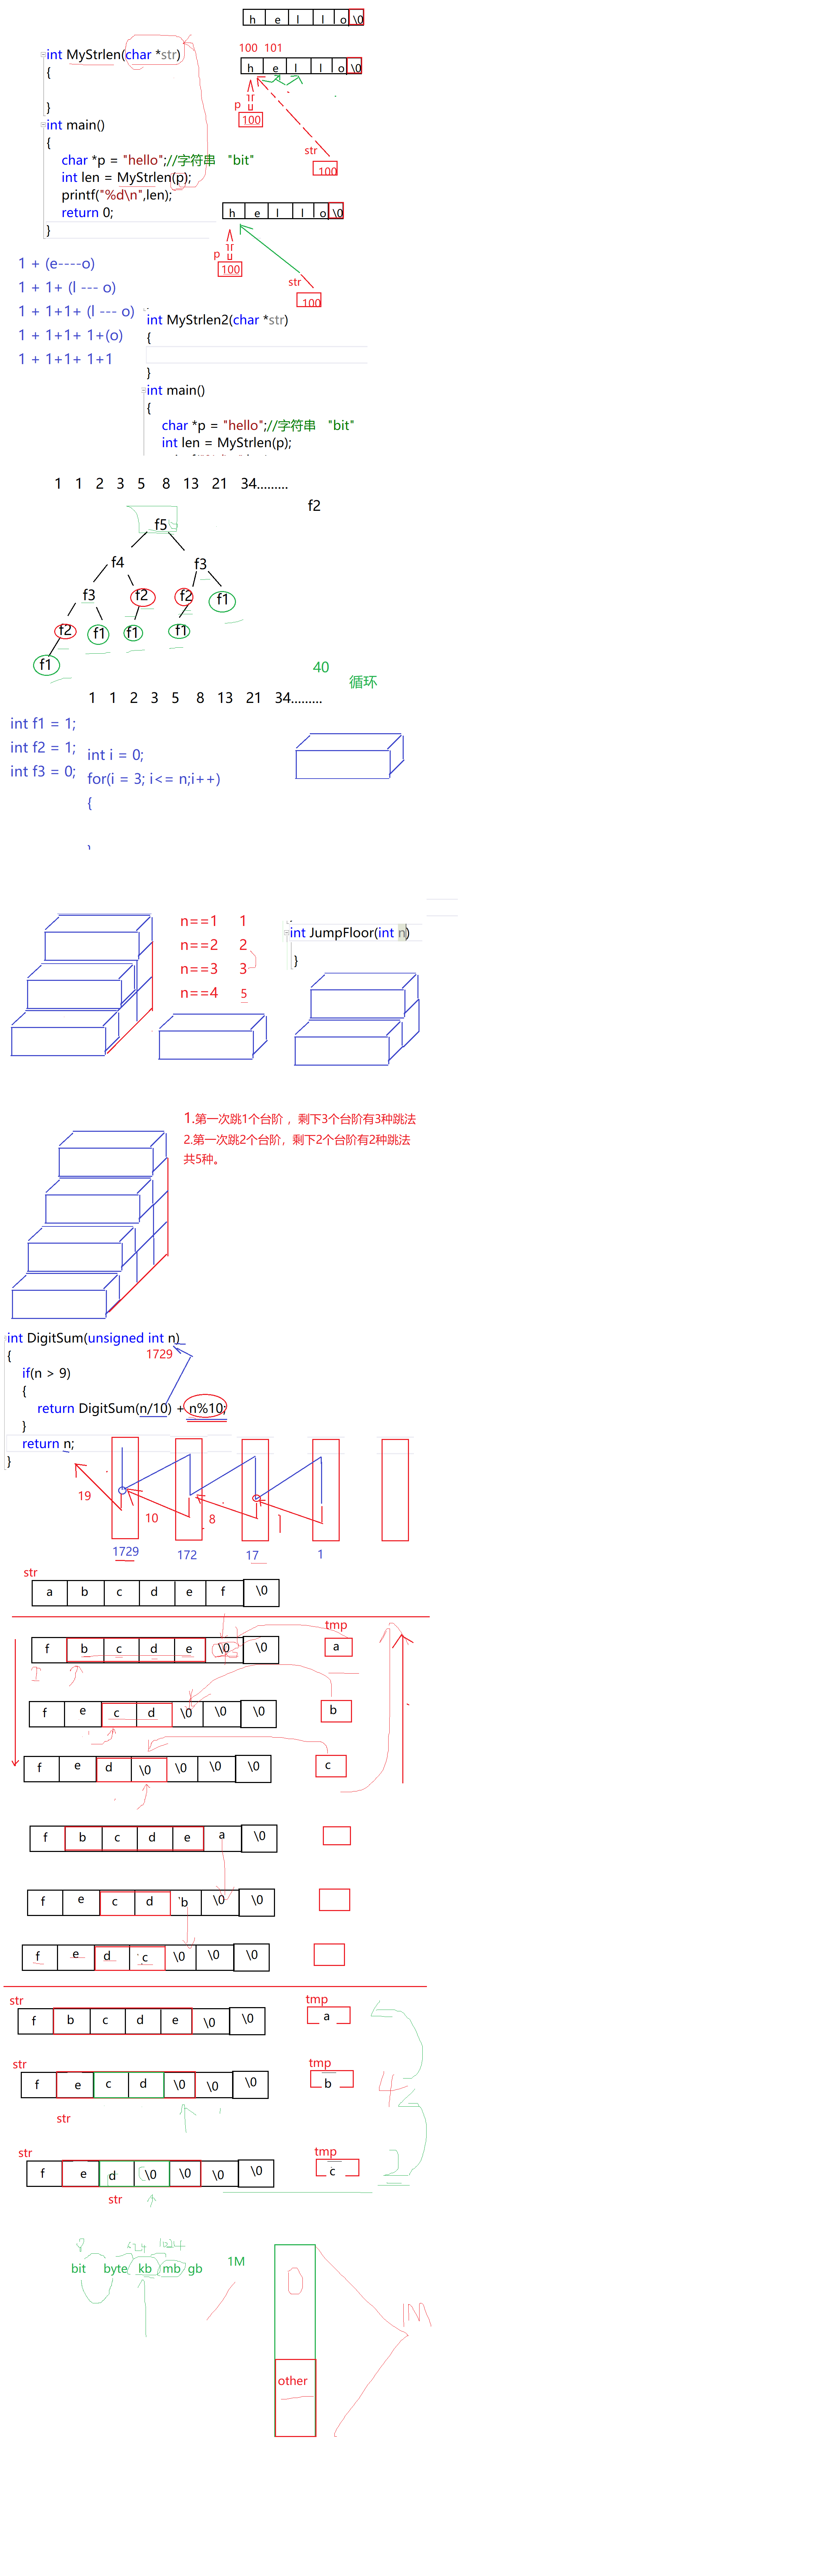 h e l l o \0
int MyStrlen(char *str)
{
}
100 101
h e l l o \0
p
100
str
100
int main()
{
char *p = "hello";//字符串 "bit"
int len = MyStrlen(p);
printf("%d\n",len);
return 0;
}
h e l l o \0
p
100
str
100
1 + (e----o)
1 + 1+ (l --- o)
1 + 1+1+ (l --- o)
1 + 1+1+ 1+(o)
1 + 1+1+ 1+1
int MyStrlen2(char *str)
{
}
int main()
{
char *p = "hello";//字符串 "bit"
int len = MyStrlen(p);
1 1 2 3 5 8 13 21 34.........
f2
f5
f4 f3
f3 f2 f2 f1
f2 f1 f1 f1
f1
40
循环
1 1 2 3 5 8 13 21 34.........
int f1 = 1;
int f2 = 1;
int f3 = 0;
int i = 0;
for(i = 3; i<= n;i++)
{
n==1 1
n==2 2
n==3 3
n==4 5
int JumpFloor(int n)
}
1.第一次跳1个台阶 ，剩下3个台阶有3种跳法
2.第一次跳2个台阶，剩下2个台阶有2种跳法
共5种。
int DigitSum(unsigned int n)
1729
{
if(n > 9)
{
return DigitSum(n/10) + n%10;
}
return n;
}
19 10 8 1
1729 172 17 1
str
a b c d e f \0
tmp
f b c d e \0 \0 a
f e c d \0 \0 \0 b
f e d \0 \0 \0 \0 c
f b c d e a \0
f e c d b \0 \0
f e d c \0 \0 \0
str tmp
f b c d e \0 \0 a
str tmp
f e c d \0 \0 \0 b
4
str
str tmp
f e d \0 \0 \0 \0 c
2
str
8 1024 1024
bit byte kb mb gb 1M
1M
other